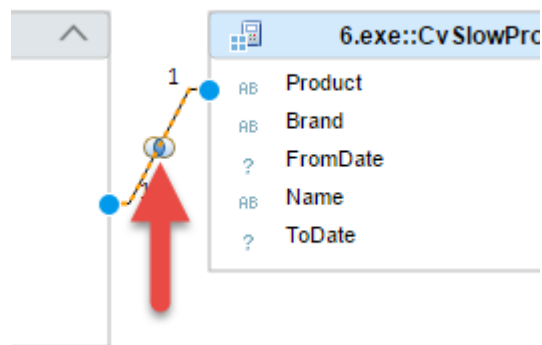 6.exe::CvSlowPro
1
AB Product
AB Brand
? FromDate
AB Name
? ToDate